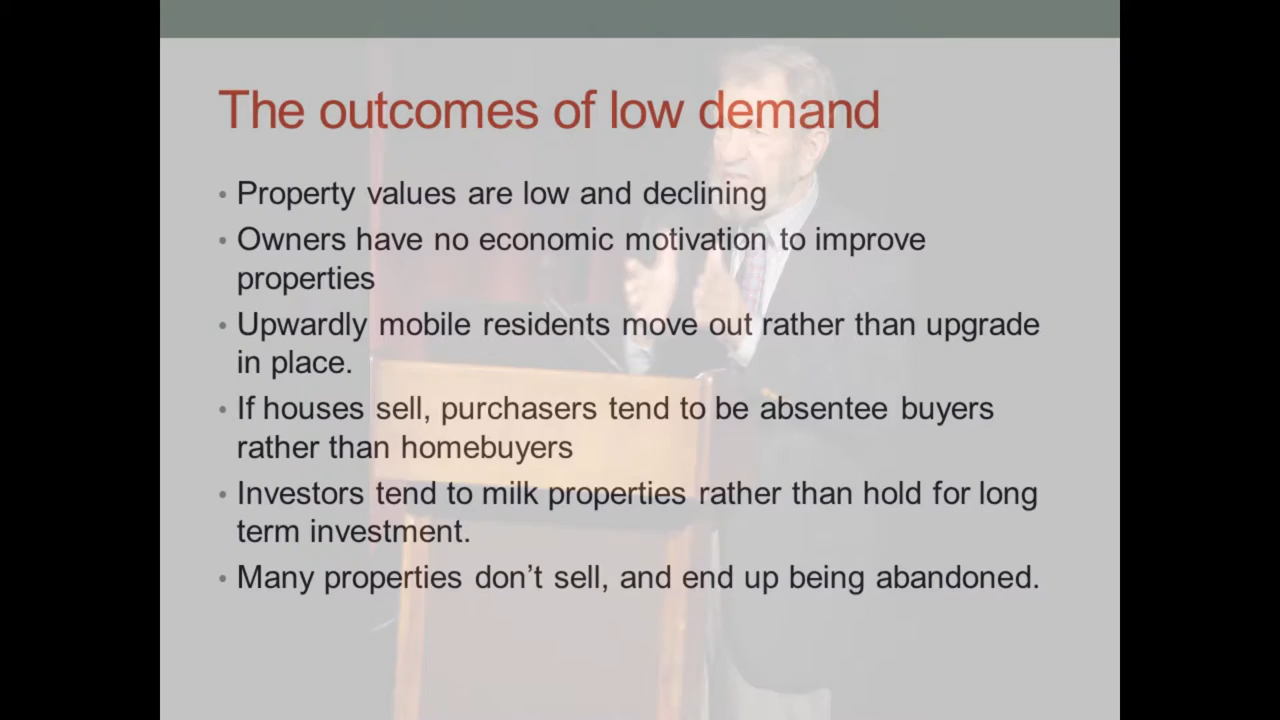 The outcomes of low demand
• Property values are low and declining
• Owners have no economic motivation to improve
properties
• Upwardly mobile residents move out rather than upgrade
in place.
• If houses sell, purchasers tend to be absentee buyers
rather than homebuyers
• Investors tend to milk properties rather than hold for long
term investment.
• Many properties don’t sell, and end up being abandoned.